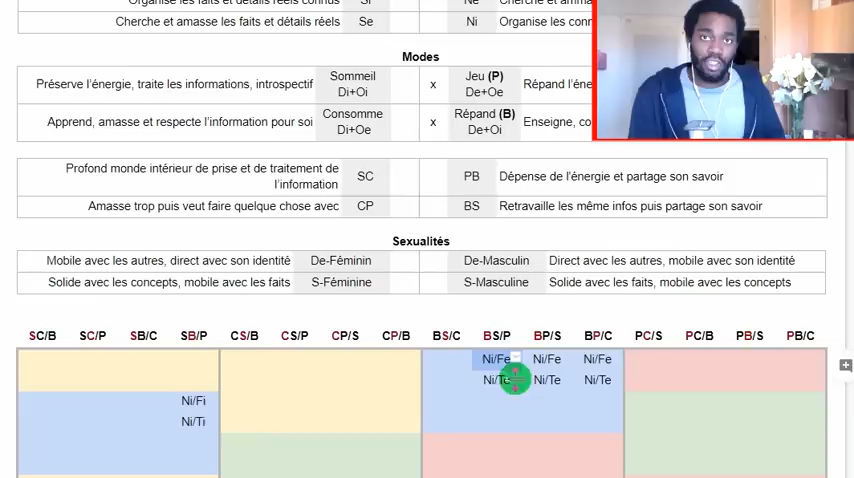 Organise les faits et détails réels connus Si Ne Cherche et
Cherche et amasse les faits et détails réels Se Ni Organise les
Modes
Préserve l'énergie, traite les informations, introspectif Sommeil Di+Oi x Jeu (P) De+Oe Répand
Apprend, amasse et respecte l'information pour soi Consomme Di+Oe x Répand (B) De+Oi Enseigne,
Profond monde intérieur de prise et de traitement de l'information SC PB Dépense de l'énergie et partage son savoir
Amasse trop puis veut faire quelque chose avec CP BS Retravaille les même infos puis partage son savoir
Sexualités
Mobile avec les autres, direct avec son identité De-Féminin De-Masculin Direct avec les autres, mobile avec son identité
Solide avec les concepts, mobile avec les faits S-Féminine S-Masculine Solide avec les faits, mobile avec les concepts
SC/B SC/P SB/C SB/P CS/B CS/P CP/S CP/B BS/C BS/P BP/S BP/C PC/S PC/B PB/S PB/C
Ni/Fe Ni/Fe Ni/Fe
Ni/Te Ni/Te Ni/Te
Ni/Fi
Ni/Ti